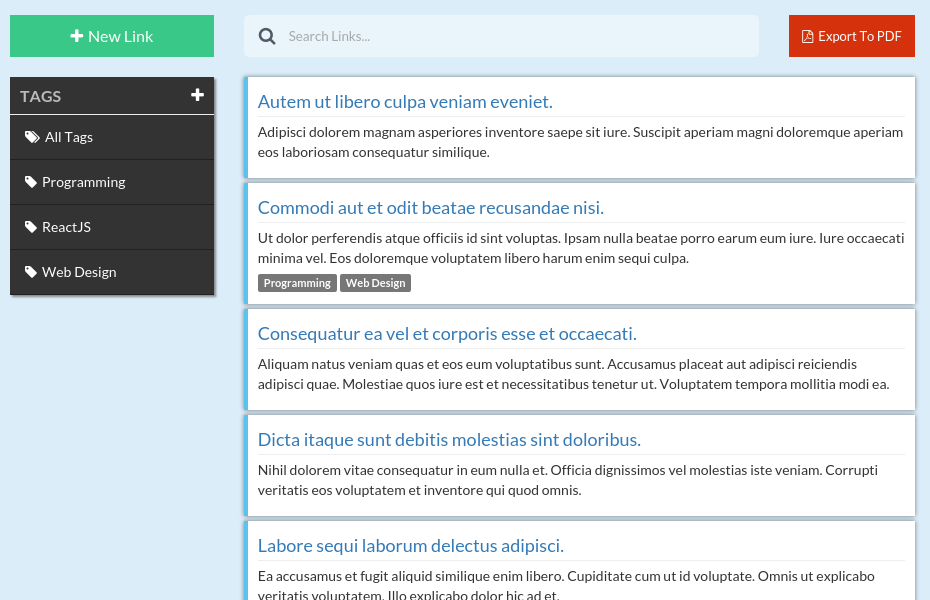 New Link
Search Links...
Export To PDF
TAGS
All Tags
Programming
ReactJS
Web Design
Autem ut libero culpa veniam eveniet.
Adipisci dolorem magnam asperiores inventore saepe sit iure. Suscipit aperiam magni doloremque aperiam
eos laboriosam consequatur similique.
Commodi aut et odit beatae recusandae nisi.
Ut dolor perferendis atque officiis id sint voluptas. Ipsam nulla beatae porro earum eum iure. Iure occaecati
minima vel. Eos doloremque voluptatem libero harum enim sequi culpa.
Programming Web Design
Consequatur ea vel et corporis esse et occaecati.
Aliquam natus veniam quas et eos eum voluptatibus sunt. Accusamus placeat aut adipisci reiciendis
adipisci quae. Molestiae quos iure est et necessitatibus tenetur ut. Voluptatem tempora mollitia modi ea.
Dicta itaque sunt debitis molestias sint doloribus.
Nihil dolorem vitae consequatur in eum nulla et. Officia dignissimos vel molestias iste veniam. Corrupti
veritatis eos voluptatem et inventore qui quod omnis.
Labore sequi laborum delectus adipisci.
Ea accusamus et fugit aliquid similique enim libero. Cupiditate cum ut id voluptate. Omnis ut explicabo
veritatis voluptatem. Illo explicabo dolor hic ad et.